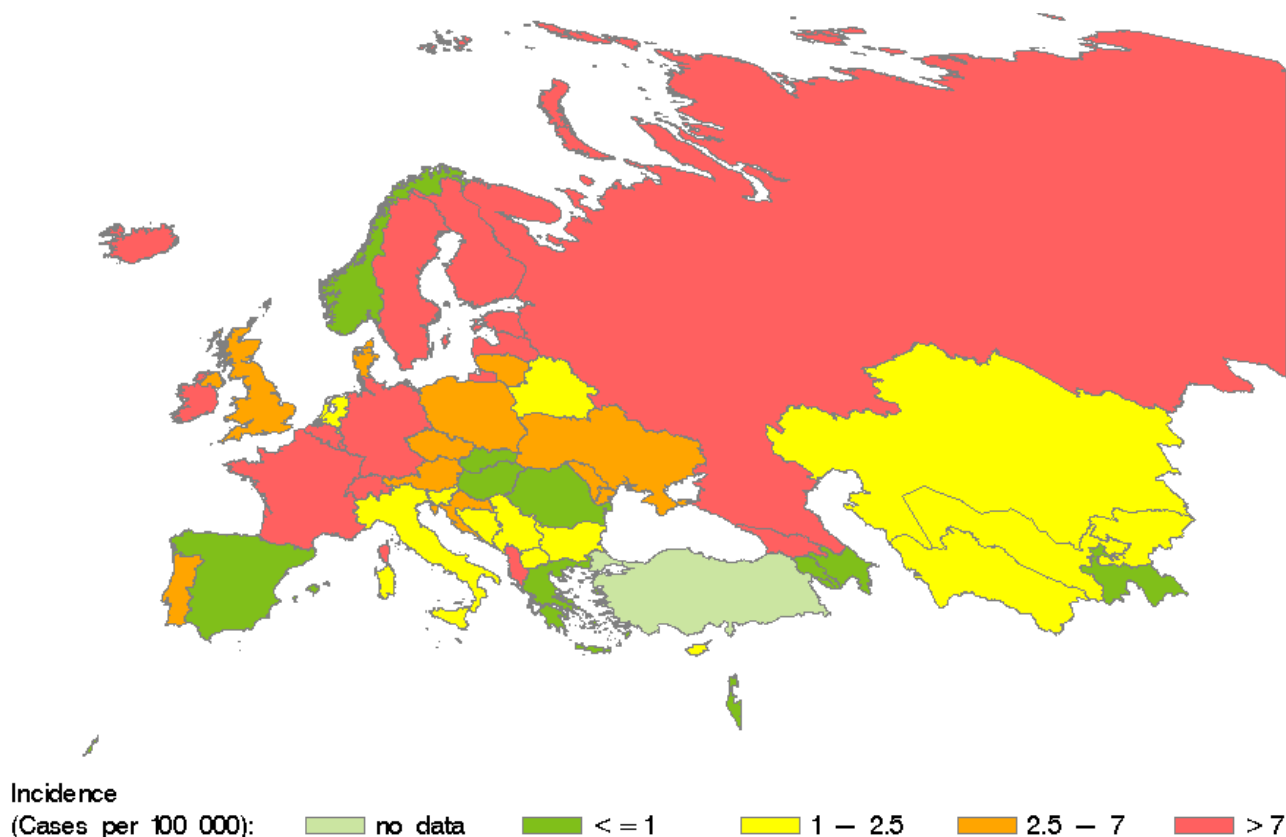 Incidence
(Cases per 100 000): no data <= 1 1 – 2.5 2.5 – 7 > 7